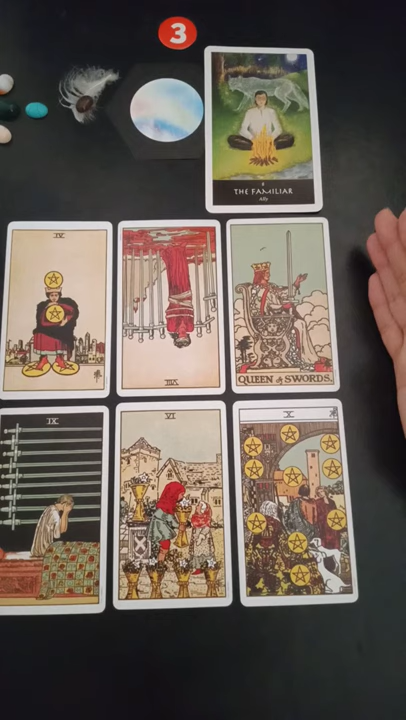 3
THE FAMILIAR
Ally
IV
VIII
QUEEN of SWORDS.
IX
VI
X